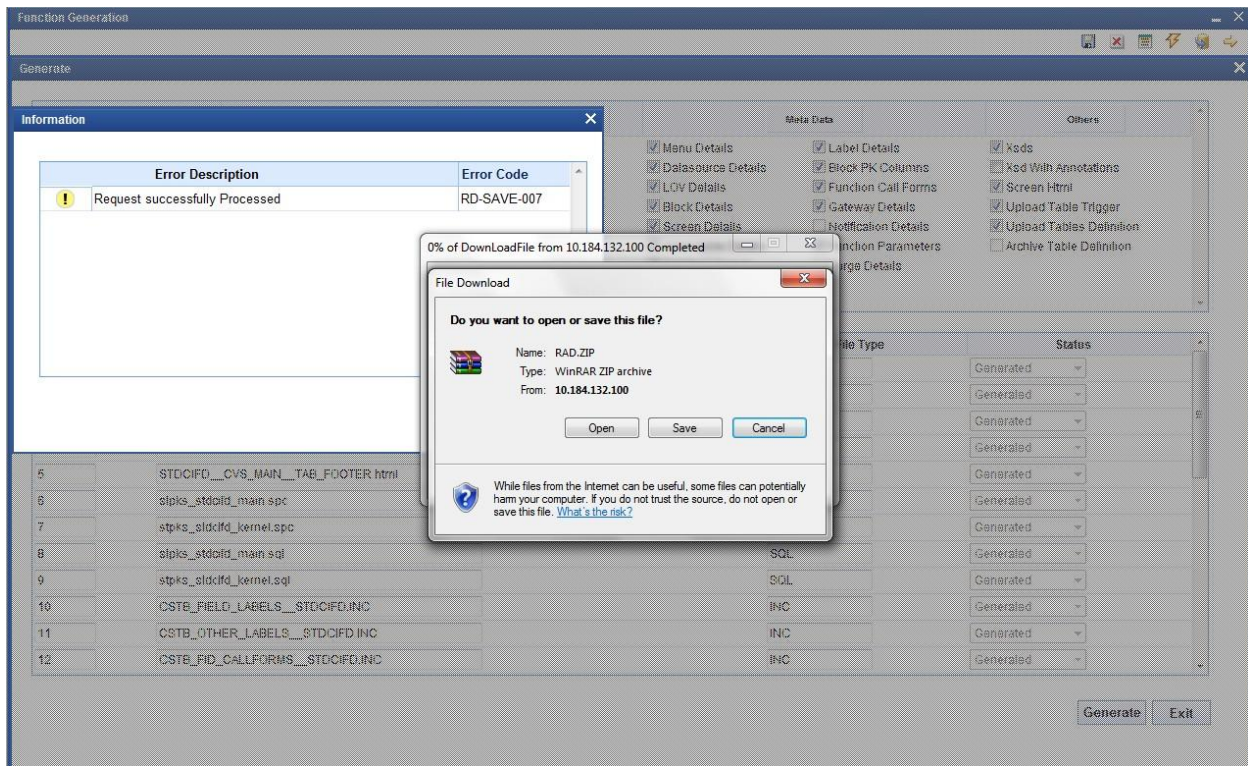 Function Generation
Generate
Meta Data
Others
Menu Details
Label Details
Xsds
Datasource Details
Block PK Columns
Xsd With Annotations
LOV Details
Function Call Forms
Screen Html
Block Details
Gateway Details
Upload Table Trigger
Screen Details
Notification Details
Upload Tables Definition
Archive Table Definition
Information
Error Description
Error Code
Request successfully Processed
RD-SAVE-007
0% of DownLoadFile from 10.184.132.100 Completed
File Download
Do you want to open or save this file?
Name: RAD.ZIP
Type: WinRAR ZIP archive
From: 10.184.132.100
Open
Save
Cancel
While files from the Internet can be useful, some files can potentially
harm your computer. If you do not trust the source, do not open or
save this file. What's the risk?
File Type
Status
Generated
Generated
Generated
Generated
5 STDCIFD__CVS_MAIN__TAB_FOOTER.html Generated
6 stpks_stdcifd_main.spc Generated
7 stpks_stdcifd_kernel.spc Generated
8 stpks_stdcifd_main.sql SQL Generated
9 stpks_stdcifd_kernel.sql SQL Generated
10 CSTB_FIELD_LABELS__STDCIFD.INC INC Generated
11 CSTB_OTHER_LABELS__STDCIFD.INC INC Generated
12 CSTB_FID_CALLFORMS__STDCIFD.INC INC Generated
Generate
Exit